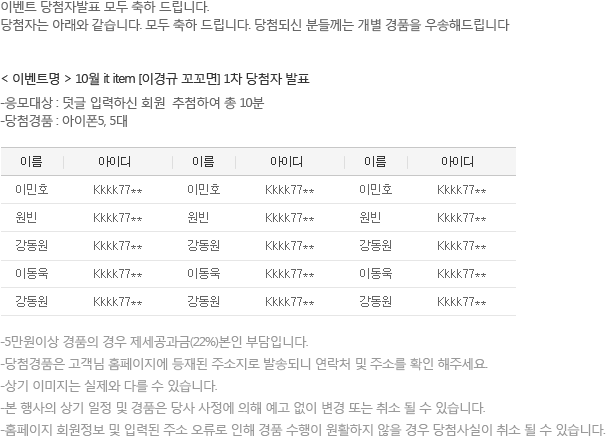 이벤트 당첨자발표 모두 축하 드립니다.
당첨자는 아래와 같습니다. 모두 축하 드립니다. 당첨되신 분들께는 개별 경품을 우송해드립니다
< 이벤트명 > 10월 it item [이경규 꼬꼬면] 1차 당첨자 발표
-응모대상 : 덧글 입력하신 회원 추첨하여 총 10분
-당첨경품 : 아이폰5, 5대
이름 아이디 이름 아이디 이름 아이디
이민호 Kkkk77** 이민호 Kkkk77** 이민호 Kkkk77**
원빈 Kkkk77** 원빈 Kkkk77** 원빈 Kkkk77**
강동원 Kkkk77** 강동원 Kkkk77** 강동원 Kkkk77**
이동욱 Kkkk77** 이동욱 Kkkk77** 이동욱 Kkkk77**
강동원 Kkkk77** 강동원 Kkkk77** 강동원 Kkkk77**
-5만원이상 경품의 경우 제세공과금(22%)본인 부담입니다.
-당첨경품은 고객님 홈페이지에 등재된 주소지로 발송되니 연락처 및 주소를 확인 해주세요.
-상기 이미지는 실제와 다를 수 있습니다.
-본 행사의 상기 일정 및 경품은 당사 사정에 의해 예고 없이 변경 또는 취소 될 수 있습니다.
-홈페이지 회원정보 및 입력된 주소 오류로 인해 경품 수행이 원활하지 않을 경우 당첨사실이 취소 될 수 있습니다.